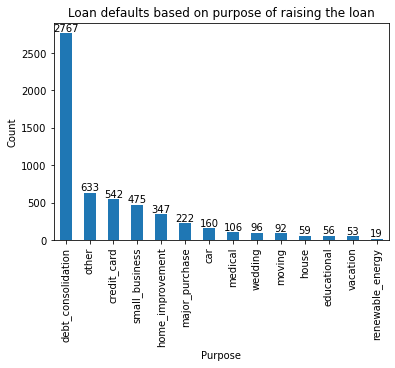 Loan defaults based on purpose of raising the loan
2767
2500
2000
1500
1000
500
0
Count
633
542
475
347
222
160
106
96
92
59
56
53
19
debt_consolidation
other
credit_card
small_business
home_improvement
major_purchase
car
medical
wedding
moving
house
educational
vacation
renewable_energy
Purpose